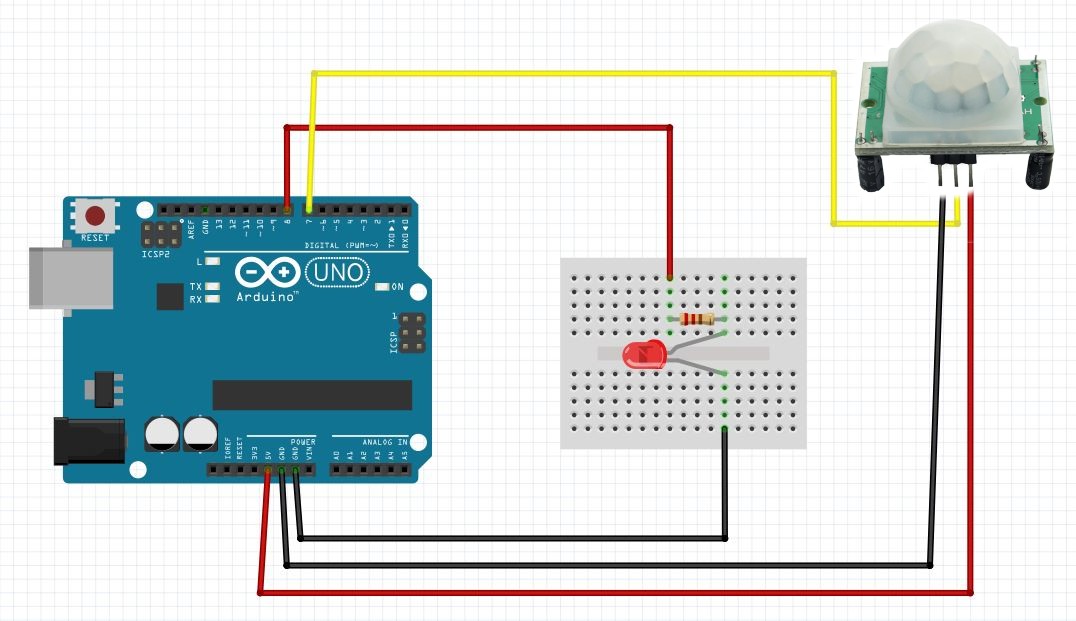 RESET
ICSP2
AREF
GND
13
12
~11
~10
~9
8
7
~6
~5
4
~3
2
TX0▶1
RX0◀0
DIGITAL (PWM=~)
L
TX
RX
UNO
Arduino™
ON
1
ICSP
IOREF
RESET
3V3
5V
GND
GND
VIN
POWER
ANALOG IN
A0
A1
A2
A3
A4
A5